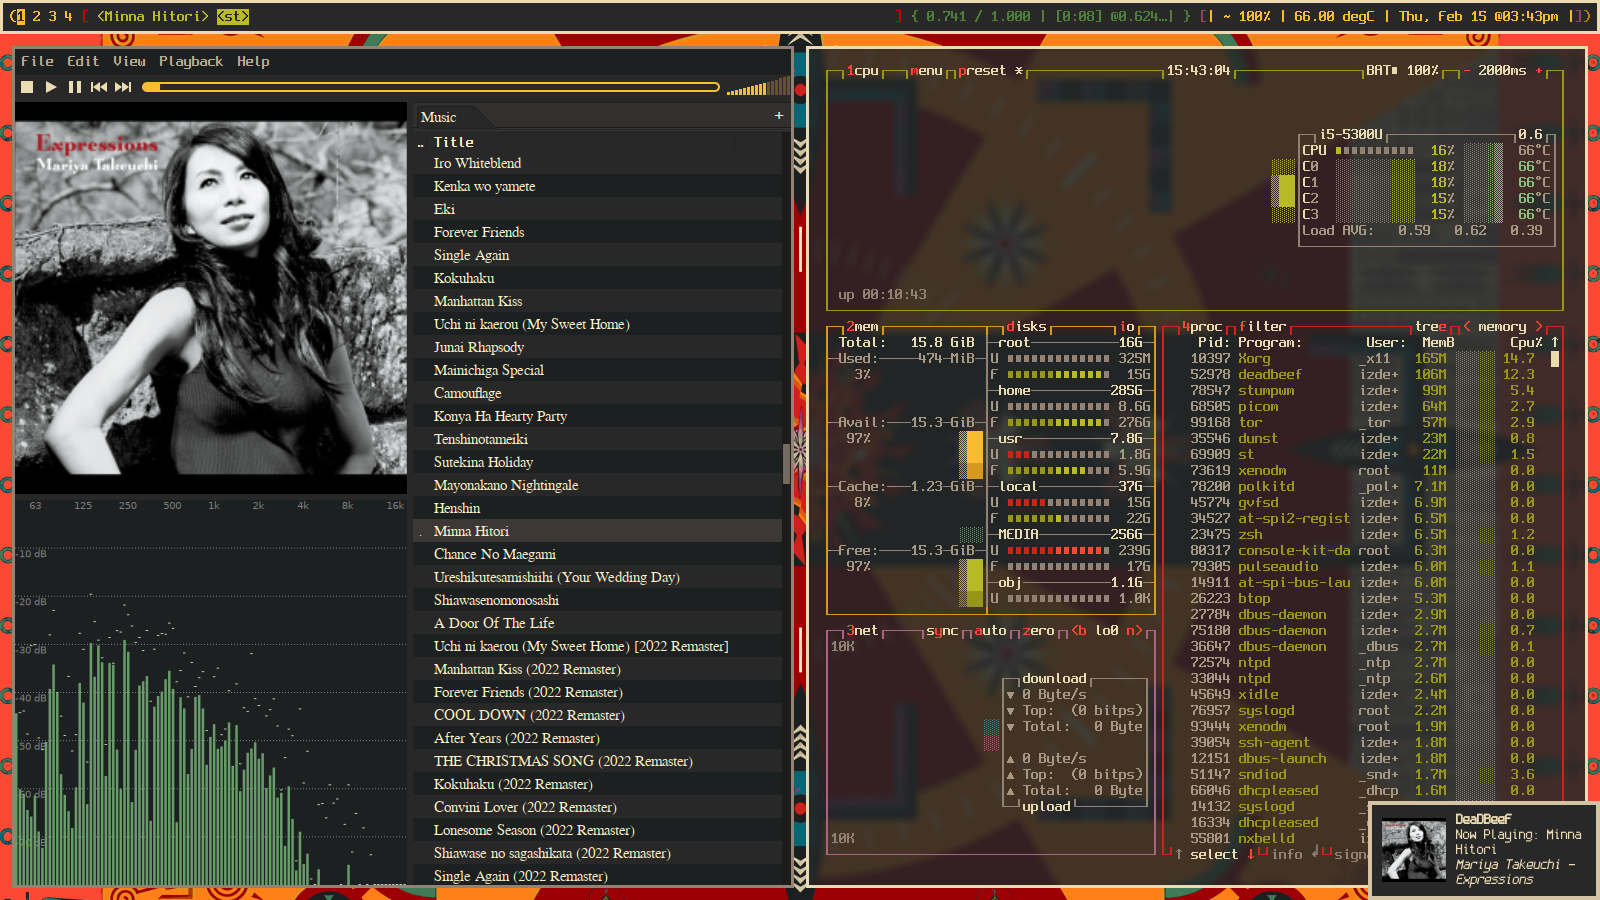 (1 2 3 4 [ <Minna Hitori> <st> ] { 0.741 / 1.000 | [0:08] @0.624…| } [| ~ 100% | 66.00 degC | Thu, Feb 15 @03:43pm |])
File Edit View Playback Help
Expressions
Mariya Takeuchi
Music +
.. Title
Iro Whiteblend
Kenka wo yamete
Eki
Forever Friends
Single Again
Kokuhaku
Manhattan Kiss
Uchi ni kaerou (My Sweet Home)
Junai Rhapsody
Mainichiga Special
Camouflage
Konya Ha Hearty Party
Tenshinotameiki
Sutekina Holiday
Mayonakano Nightingale
Henshin
. Minna Hitori
Chance No Maegami
Ureshikutesamishiihi (Your Wedding Day)
Shiawasenomonosashi
A Door Of The Life
Uchi ni kaerou (My Sweet Home) [2022 Remaster]
Manhattan Kiss (2022 Remaster)
Forever Friends (2022 Remaster)
COOL DOWN (2022 Remaster)
After Years (2022 Remaster)
THE CHRISTMAS SONG (2022 Remaster)
Kokuhaku (2022 Remaster)
Convini Lover (2022 Remaster)
Lonesome Season (2022 Remaster)
Shiawase no sagashikata (2022 Remaster)
Single Again (2022 Remaster)
63 125 250 500 1k 2k 4k 8k 16k
-10 dB
-20 dB
-30 dB
-40 dB
-50 dB
-60 dB
-70 dB
1cpu menu preset * 15:43:04 BAT■ 100% - 2000ms +
i5-5300U 0.6
CPU 16% 66°C
C0 18% 66°C
C1 18% 66°C
C2 15% 66°C
C3 15% 66°C
Load AVG: 0.59 0.62 0.39
up 00:10:43
2mem
Total: 15.8 GiB
Used: 474 MiB
3%
Avail: 15.3 GiB
97%
Cache: 1.23 GiB
8%
Free: 15.3 GiB
97%
disks io
root 16G
U 325M
F 15G
home 285G
U 8.6G
F 276G
usr 7.8G
U 1.8G
F 5.9G
local 37G
U 15G
F 22G
MEDIA 256G
U 239G
F 17G
obj 1.1G
U 1.0K
3net sync auto zero <b lo0 n>
10K
download
▼ 0 Byte/s
▼ Top: (0 bitps)
▼ Total: 0 Byte
▲ 0 Byte/s
▲ Top: (0 bitps)
▲ Total: 0 Byte
upload
10K
4proc filter tree < memory >
Pid: Program: User: MemB Cpu% ↑
10397 Xorg _x11 165M 14.7
52978 deadbeef izde+ 106M 12.3
78547 stumpwm izde+ 99M 5.4
68505 picom izde+ 64M 2.7
99168 tor _tor 57M 2.9
35546 dunst izde+ 23M 0.8
69909 st izde+ 22M 1.5
73619 xenodm root 11M 0.0
78200 polkitd _pol+ 7.1M 0.0
45774 gvfsd izde+ 6.9M 0.0
34527 at-spi2-regist izde+ 6.5M 0.0
23475 zsh izde+ 6.5M 1.2
80317 console-kit-da root 6.3M 0.0
79305 pulseaudio izde+ 6.0M 1.1
14911 at-spi-bus-lau izde+ 6.0M 0.0
26223 btop izde+ 5.3M 0.0
27784 dbus-daemon izde+ 2.9M 0.0
75180 dbus-daemon izde+ 2.7M 0.7
36647 dbus-daemon _dbus 2.7M 0.1
72574 ntpd _ntp 2.7M 0.0
33044 ntpd _ntp 2.6M 0.0
45649 xidle izde+ 2.4M 0.0
76957 syslogd root 2.2M 0.0
93444 xenodm root 1.9M 0.0
39054 ssh-agent izde+ 1.8M 0.0
12151 dbus-launch izde+ 1.8M 0.0
51147 sndiod _snd+ 1.7M 3.6
66046 dhcpleased _dhcp 1.6M 0.0
14132 syslogd
16334 dhcpleased
55801 nxbelld
↑ select ↓ info ↲ sign
DeaDBeeF
Now Playing: Minna
Hitori
Mariya Takeuchi -
Expressions